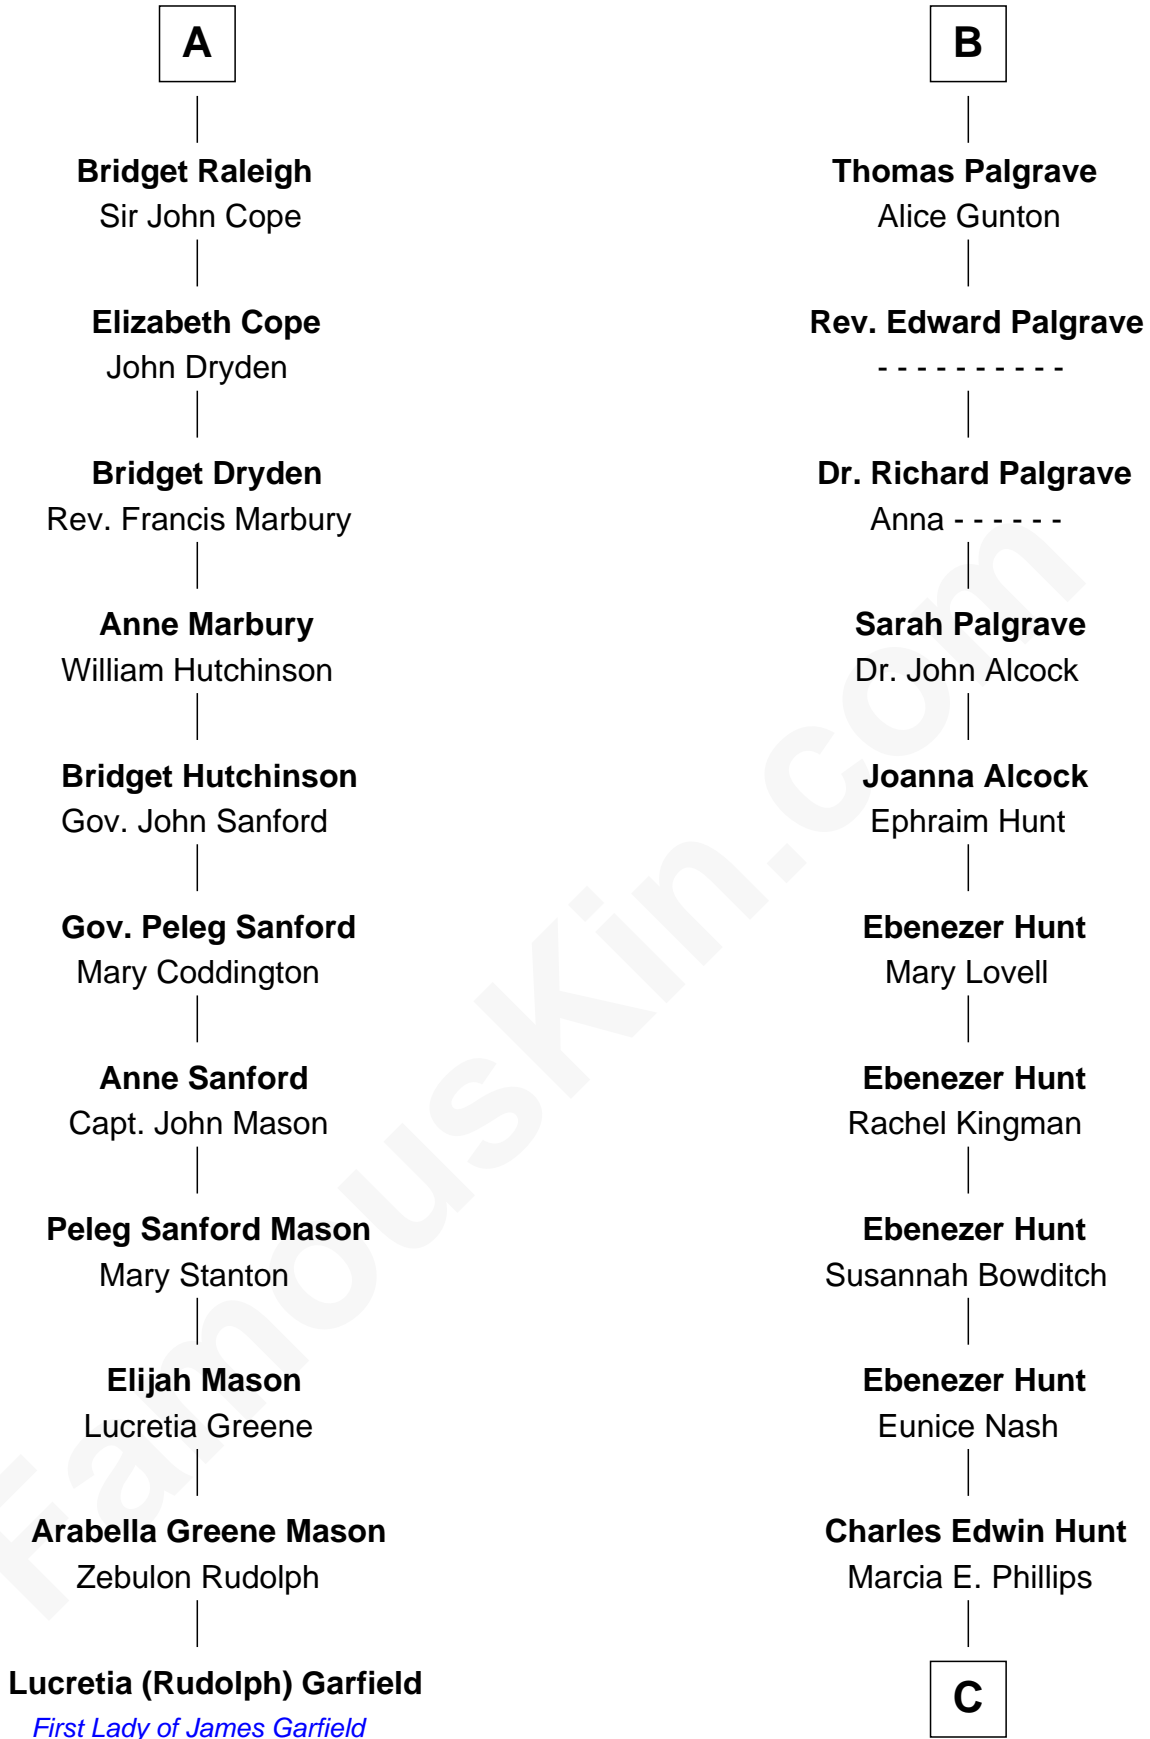 A
Bridget Raleigh
Sir John Cope
Elizabeth Cope
John Dryden
Bridget Dryden
Rev. Francis Marbury
Anne Marbury
William Hutchinson
Bridget Hutchinson
Gov. John Sanford
Gov. Peleg Sanford
Mary Coddington
Anne Sanford
Capt. John Mason
Peleg Sanford Mason
Mary Stanton
Elijah Mason
Lucretia Greene
Arabella Greene Mason
Zebulon Rudolph
Lucretia (Rudolph) Garfield
First Lady of James Garfield
B
Thomas Palgrave
Alice Gunton
Rev. Edward Palgrave
- - - - - - - - - -
Dr. Richard Palgrave
Anna - - - - - -
Sarah Palgrave
Dr. John Alcock
Joanna Alcock
Ephraim Hunt
Ebenezer Hunt
Mary Lovell
Ebenezer Hunt
Rachel Kingman
Ebenezer Hunt
Susannah Bowditch
Ebenezer Hunt
Eunice Nash
Charles Edwin Hunt
Marcia E. Phillips
C
FamousKin.com